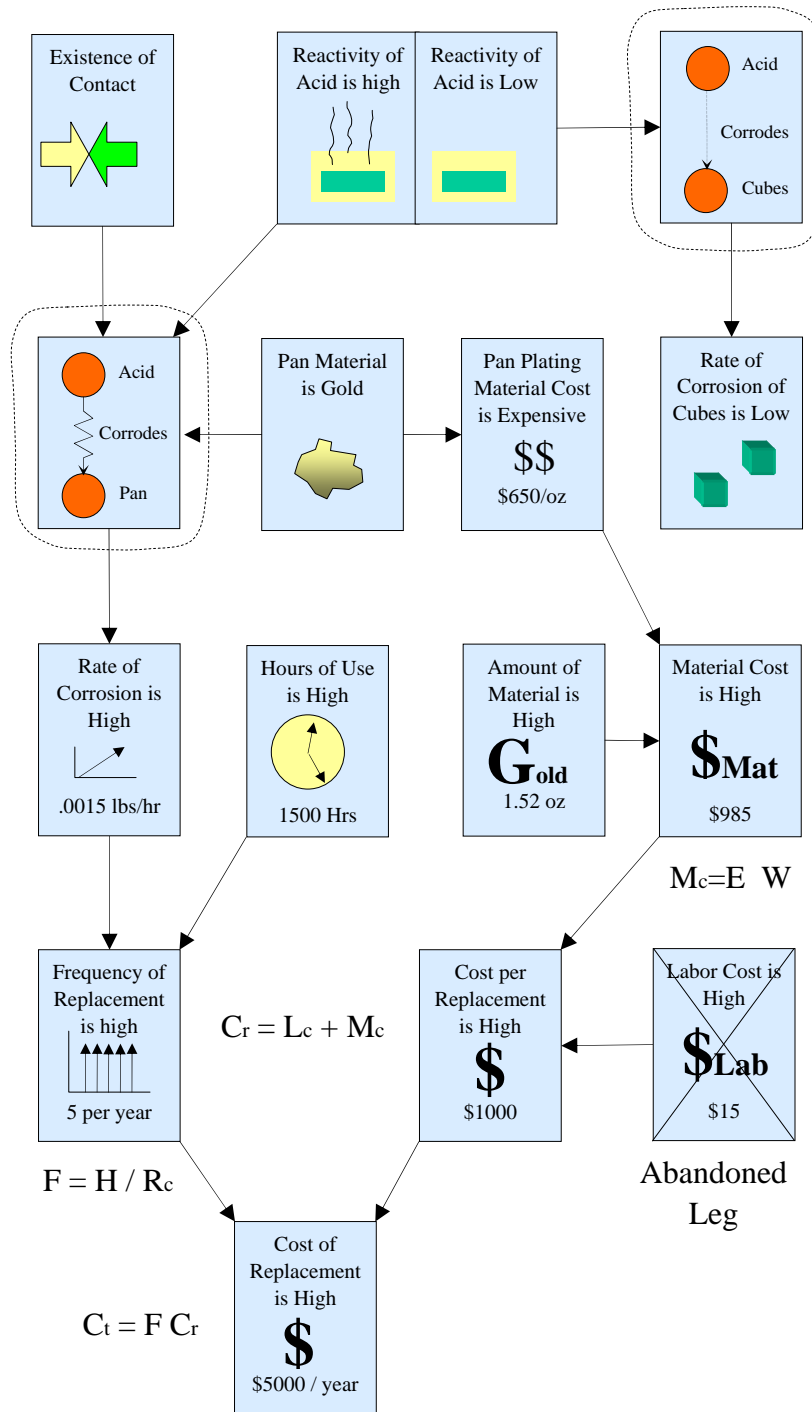 Existence of
Contact
Reactivity of
Acid is high
Reactivity of
Acid is Low
Acid
Corrodes
Cubes
Acid
Corrodes
Pan
Pan Material
is Gold
Pan Plating
Material Cost
is Expensive
$$
$650/oz
Rate of
Corrosion of
Cubes is Low
Rate of
Corrosion is
High
.0015 lbs/hr
Hours of Use
is High
1500 Hrs
Amount of
Material is
High
Gold
1.52 oz
Material Cost
is High
$Mat
$985
Mc=E W
Frequency of
Replacement
is high
5 per year
F = H / Rc
Cr = Lc + Mc
Cost per
Replacement
is High
$
$1000
Labor Cost is
High
$Lab
$15
Abandoned
Leg
Ct = F Cr
Cost of
Replacement
is High
$
$5000 / year